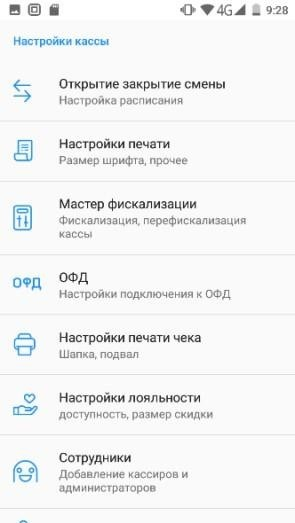 4G 9:28
Настройки кассы
Открытие закрытие смены
Настройка расписания
Настройки печати
Размер шрифта, прочее
Мастер фискализации
Фискализация, перефискализация
кассы
ОФД ОФД
Настройки подключения к ОФД
Настройки печати чека
Шапка, подвал
Настройки лояльности
доступность, размер скидки
Сотрудники
Добавление кассиров и
администраторов